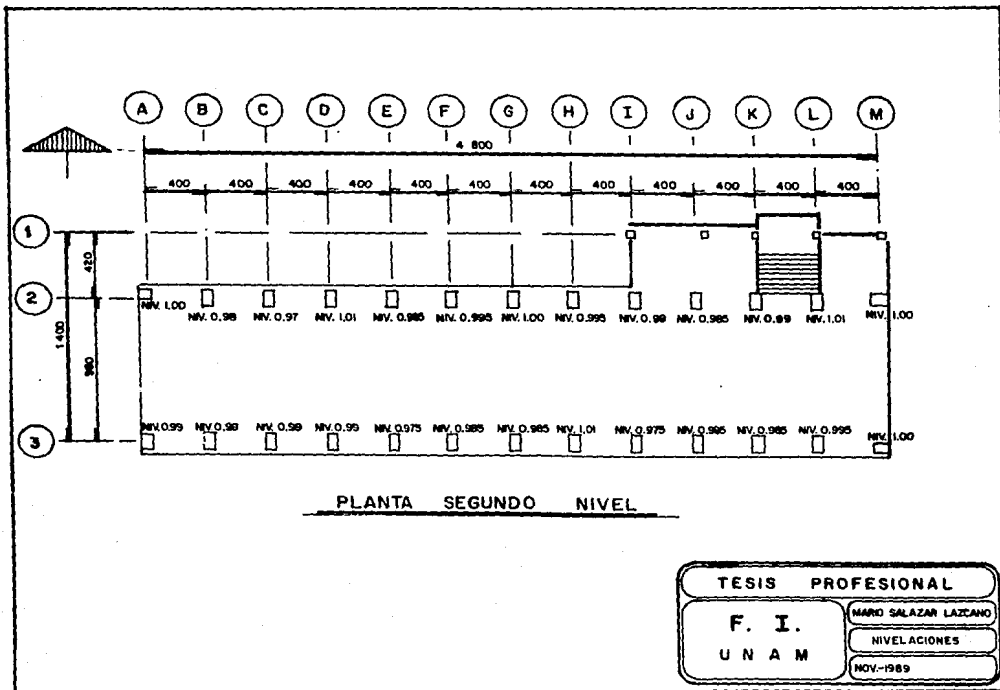 A B C D E F G H I J K L M
4 800
400 400 400 400 400 400 400 400 400 400 400 400
1
420
2
NIV. 1.00 NIV. 0.98 NIV. 0.97 NIV. 1.01 NIV. 0.985 NIV. 0.995 NIV. 1.00 NIV. 0.995 NIV. 0.99 NIV. 0.985 NIV. 0.99 NIV. 1.01 NIV. 1.00
1400
980
3
NIV. 0.99 NIV. 0.98 NIV. 0.99 NIV. 0.99 NIV. 0.975 NIV. 0.985 NIV. 0.985 NIV. 1.01 NIV. 0.975 NIV. 0.995 NIV. 0.985 NIV. 0.995 NIV. 1.00
PLANTA SEGUNDO NIVEL
TESIS PROFESIONAL
F. I.
U N A M
MARIO SALAZAR LAZCANO
NIVELACIONES
NOV.-1989